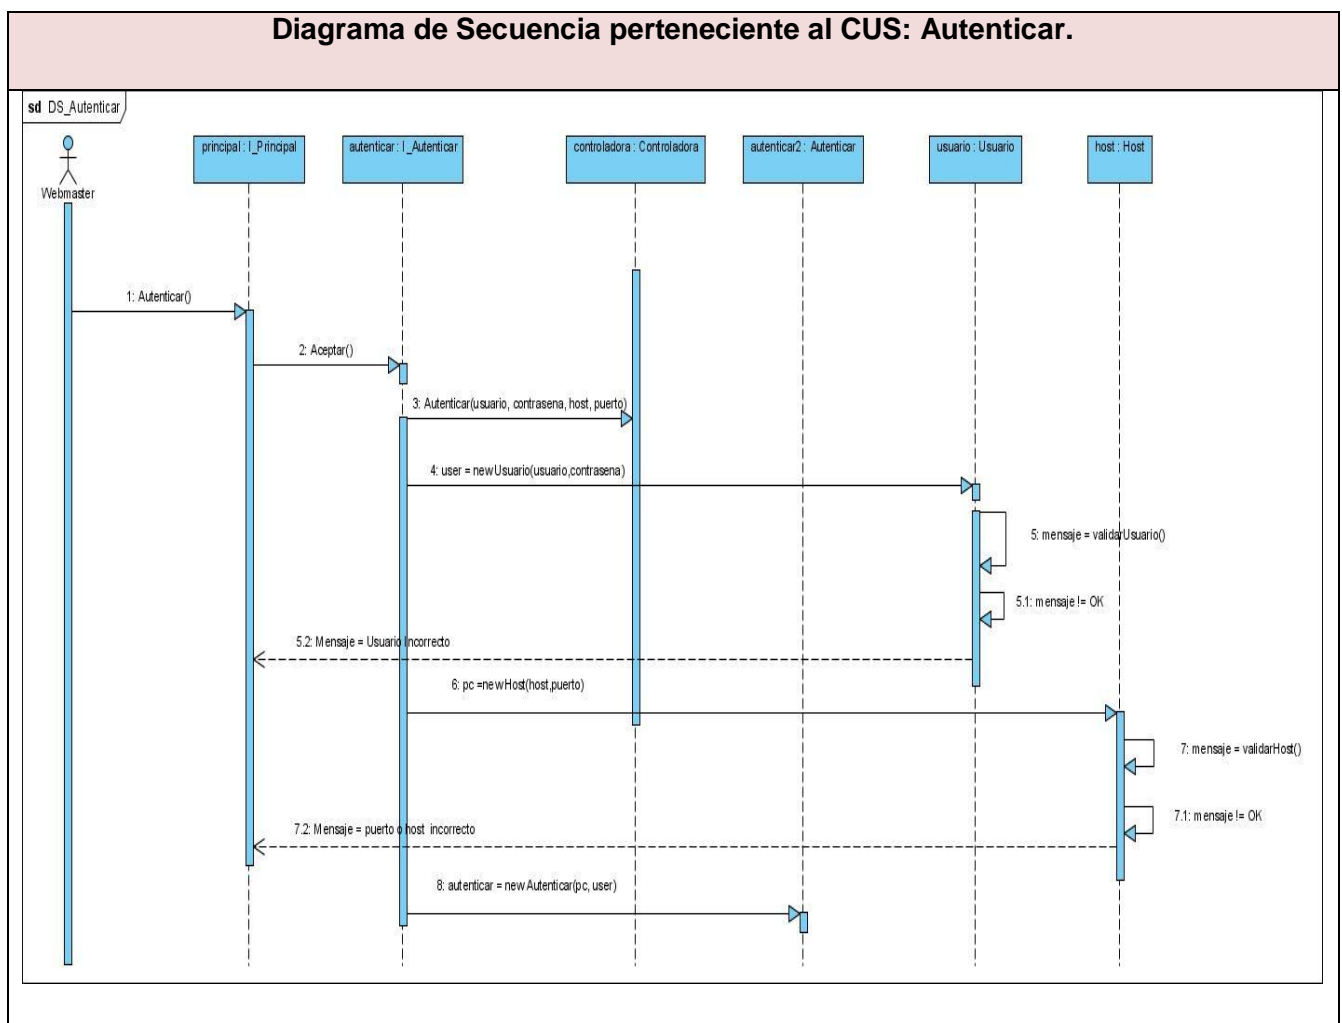 Diagrama de Secuencia perteneciente al CUS: Autenticar.
sd DS_Autenticar
Webmaster
principal : I_Principal
autenticar : I_Autenticar
controladora : Controladora
autenticar2 : Autenticar
usuario : Usuario
host : Host
1: Autenticar()
2: Aceptar()
3: Autenticar(usuario, contrasena, host, puerto)
4: user = newUsuario(usuario,contrasena)
5: mensaje = validarUsuario()
5.1: mensaje != OK
5.2: Mensaje = Usuario Incorrecto
6: pc =newHost(host,puerto)
7: mensaje = validarHost()
7.1: mensaje != OK
7.2: Mensaje = puerto o host incorrecto
8: autenticar = newAutenticar(pc, user)